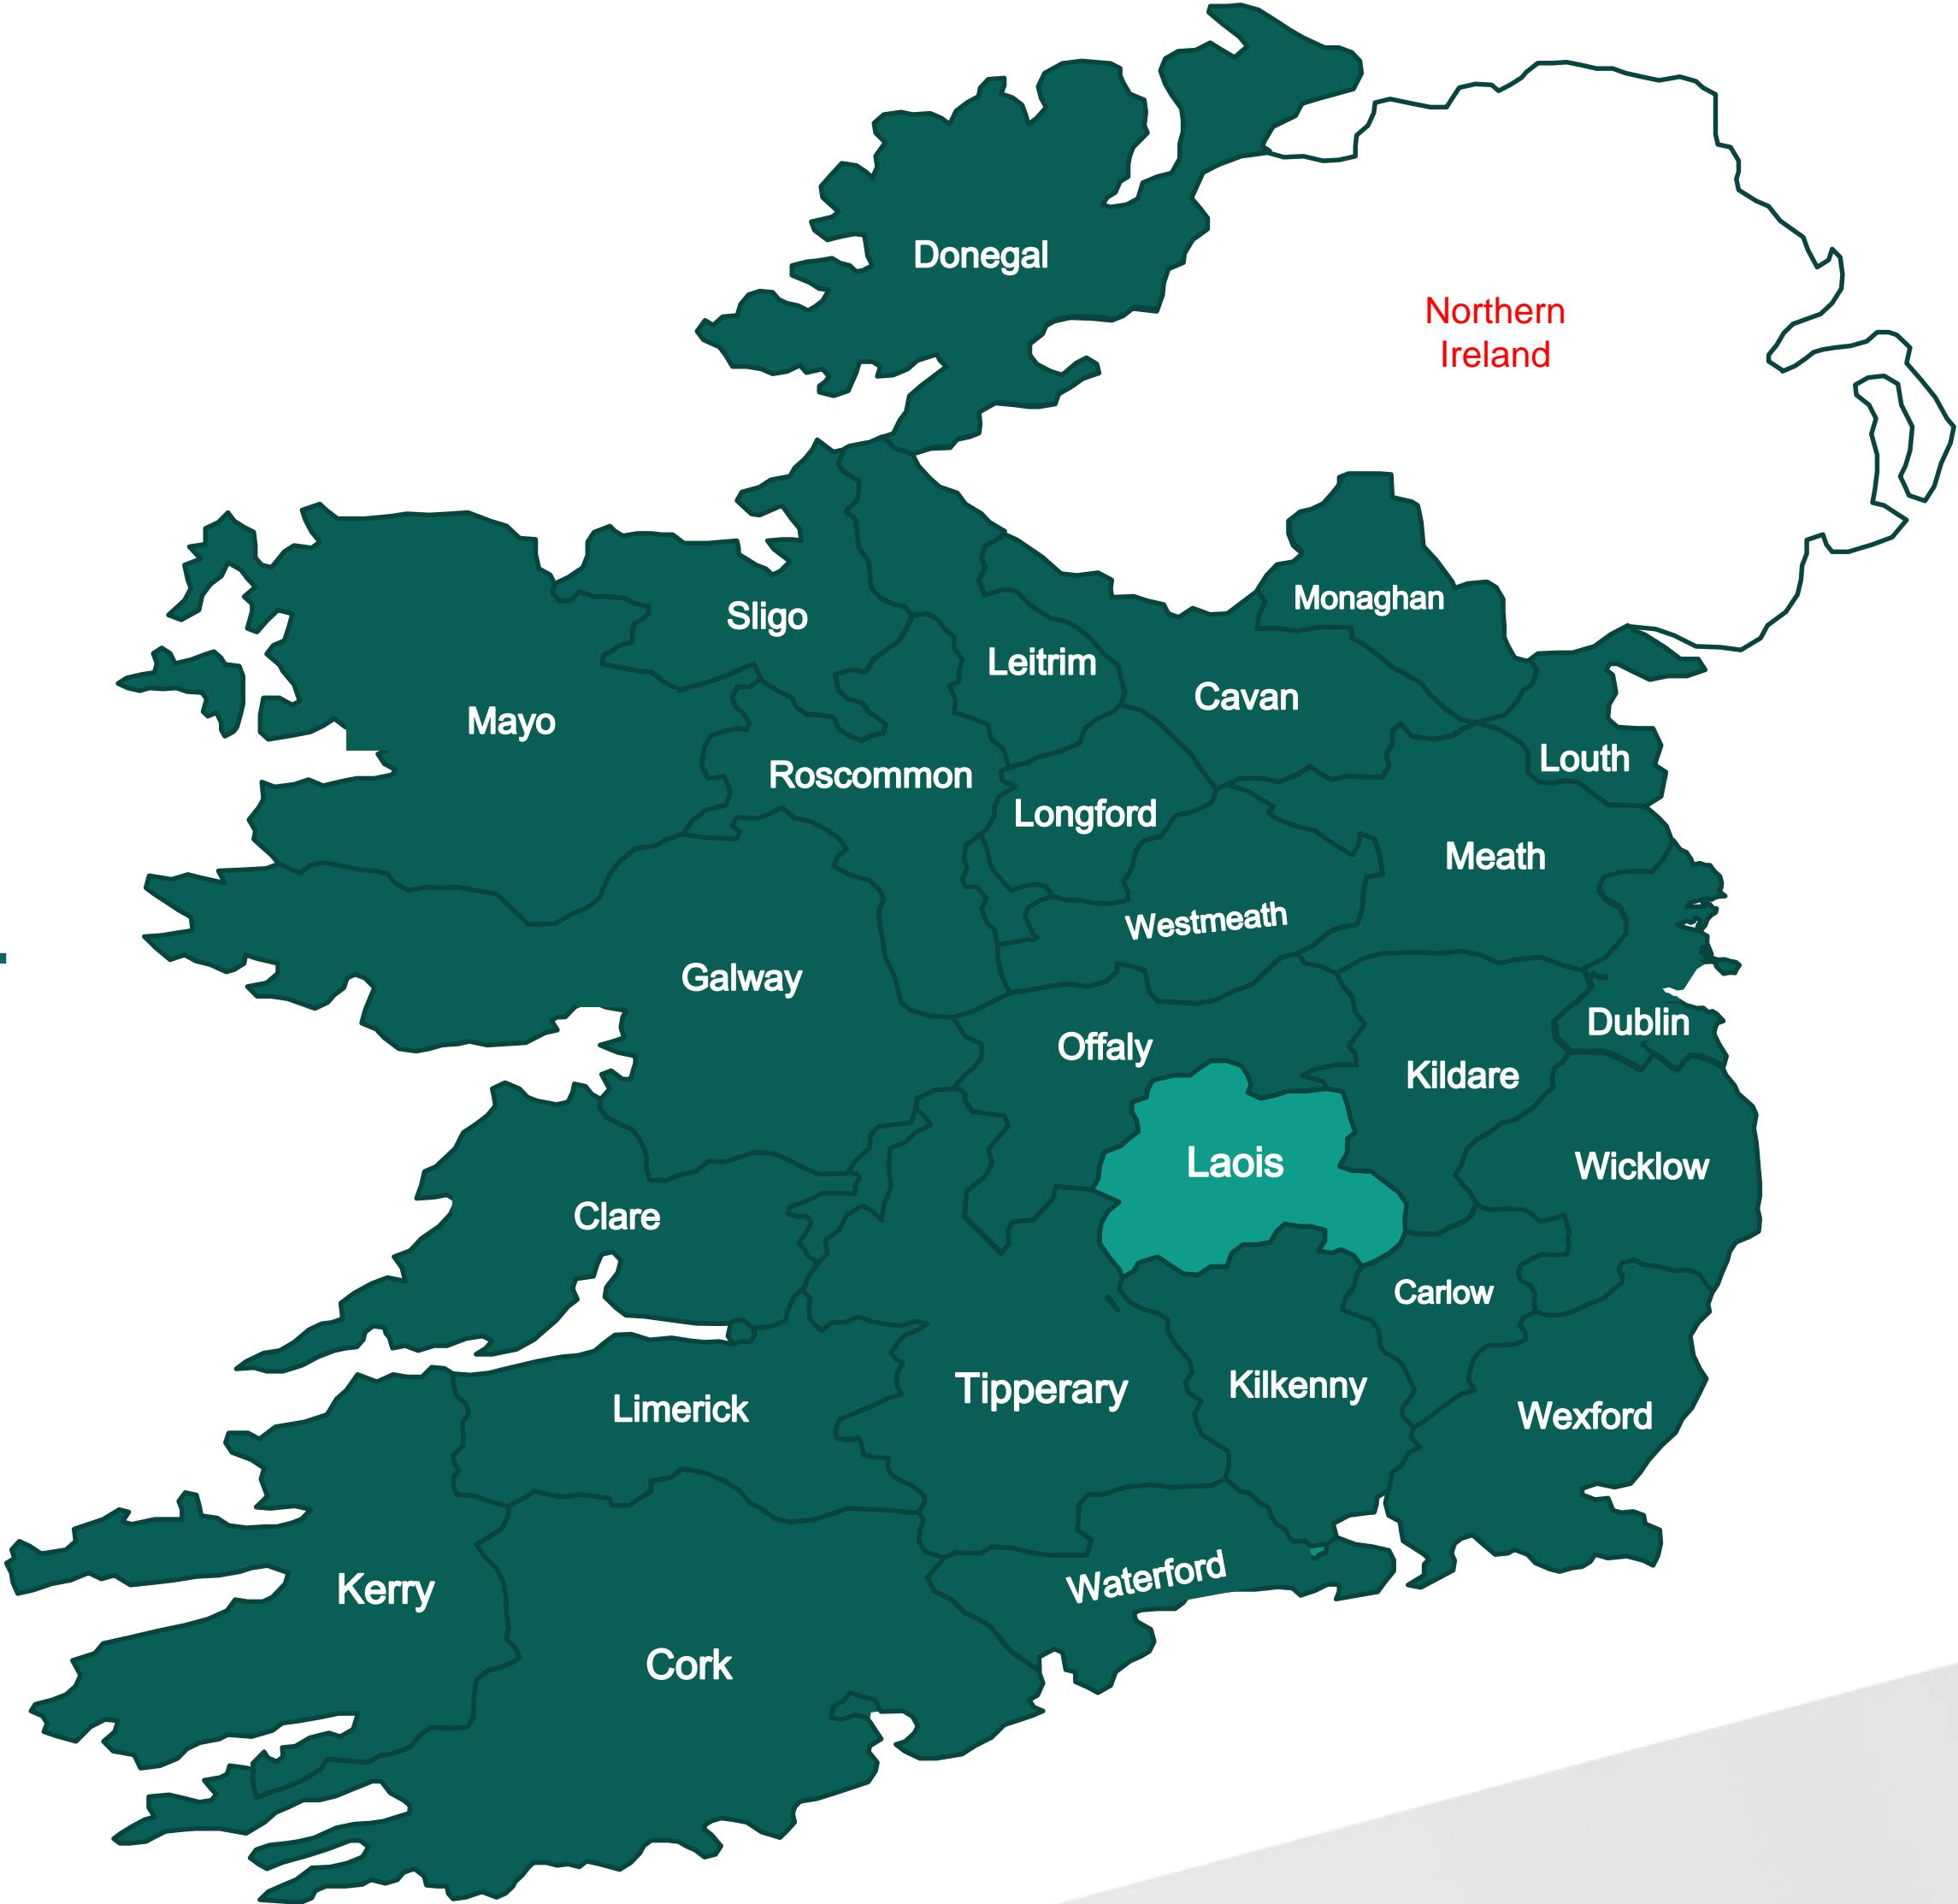 Donegal
Northern
Ireland
Monaghan
Sligo
Leitrim
Cavan
Mayo
Louth
Roscommon
Longford
Meath
Westmeath
Galway
Dublin
Offaly
Kildare
Laois
Wicklow
Clare
Carlow
Tipperary
Kilkenny
Limerick
Wexford
Waterford
Kerry
Cork